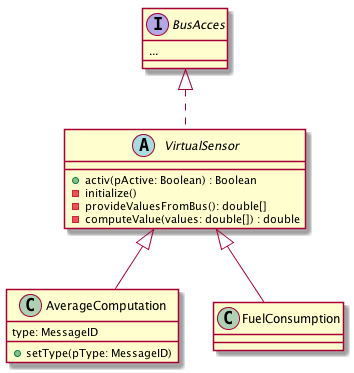 I BusAcces
...
A VirtualSensor
activ(pActive: Boolean) : Boolean
initialize()
provideValuesFromBus(): double[]
computeValue(values: double[]) : double
C AverageComputation
type: MessageID
setType(pType: MessageID)
C FuelConsumption